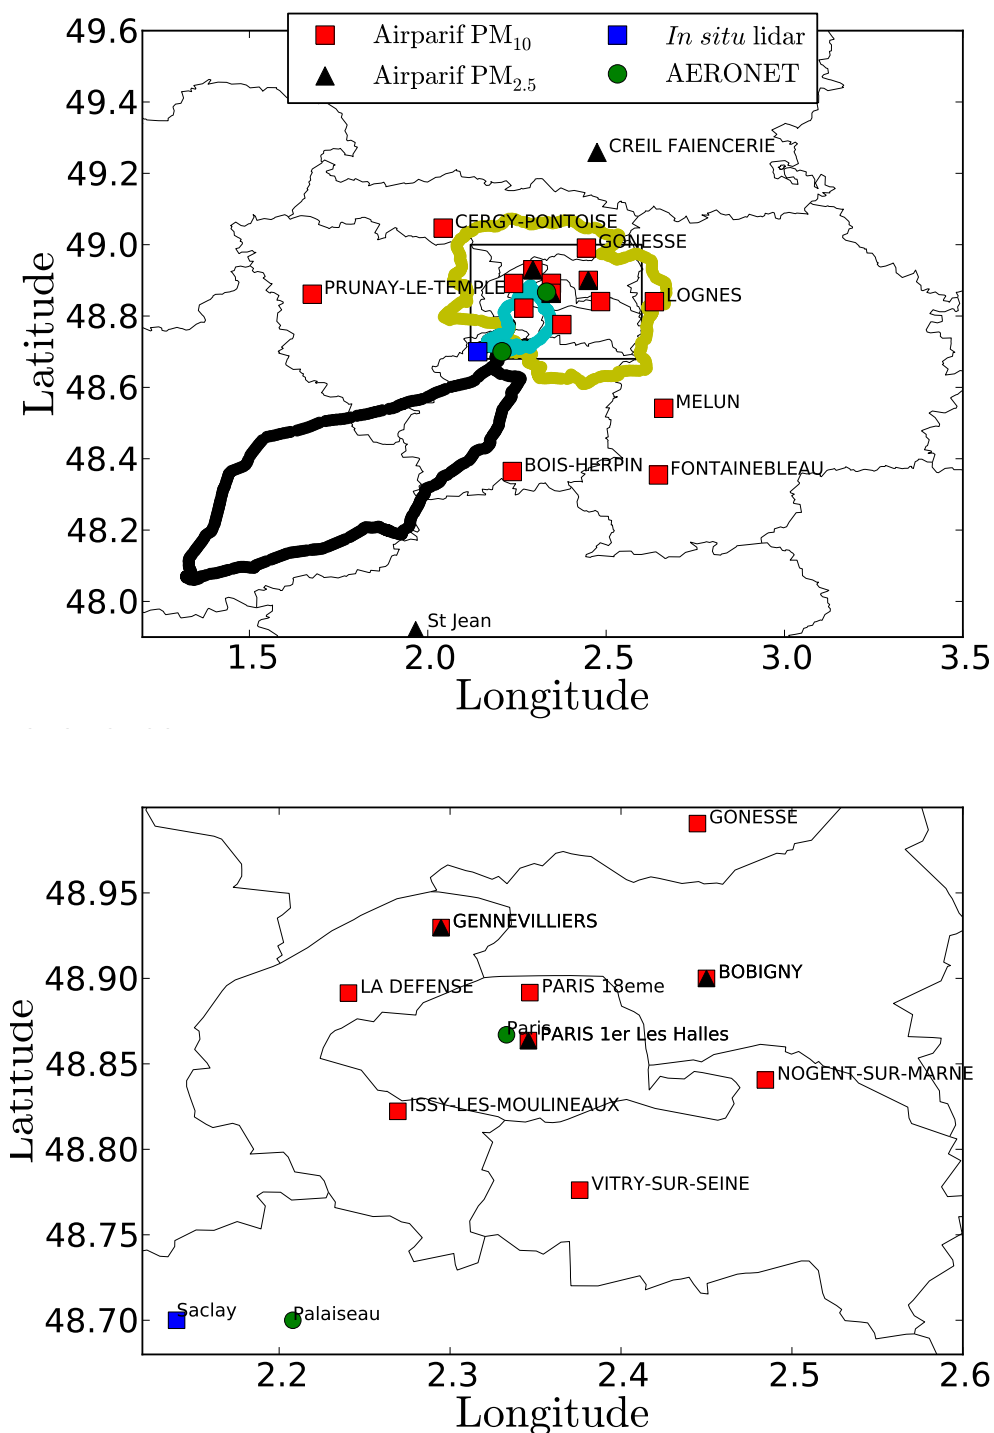 Airparif PM10
In situ lidar
Airparif PM2.5
AERONET
49.6
49.4
49.2
49.0
48.8
48.6
48.4
48.2
48.0
Latitude
CREIL FAIENCERIE
CERGY-PONTOISE
GONESSE
PRUNAY-LE-TEMPLE
LOGNES
MELUN
BOIS-HERPIN
FONTAINEBLEAU
St Jean
1.5
2.0
2.5
3.0
3.5
Longitude
48.95
48.90
48.85
48.80
48.75
48.70
Latitude
GONESSE
GENNEVILLIERS
BOBIGNY
LA DEFENSE
PARIS 18eme
Paris
PARIS 1er Les Halles
NOGENT-SUR-MARNE
ISSY-LES-MOULINEAUX
VITRY-SUR-SEINE
Saclay
Palaiseau
2.2
2.3
2.4
2.5
2.6
Longitude